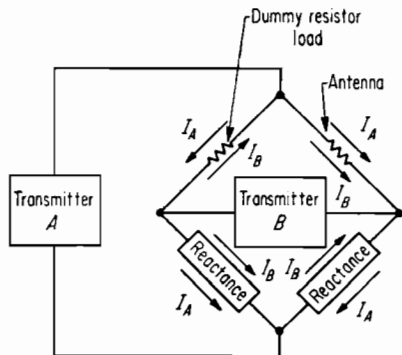 Dummy resistor
load
Antenna
I_A
I_B
I_A
I_B
Transmitter
A
Transmitter
B
Reactance
I_B
I_A
I_B
Reactance
I_A